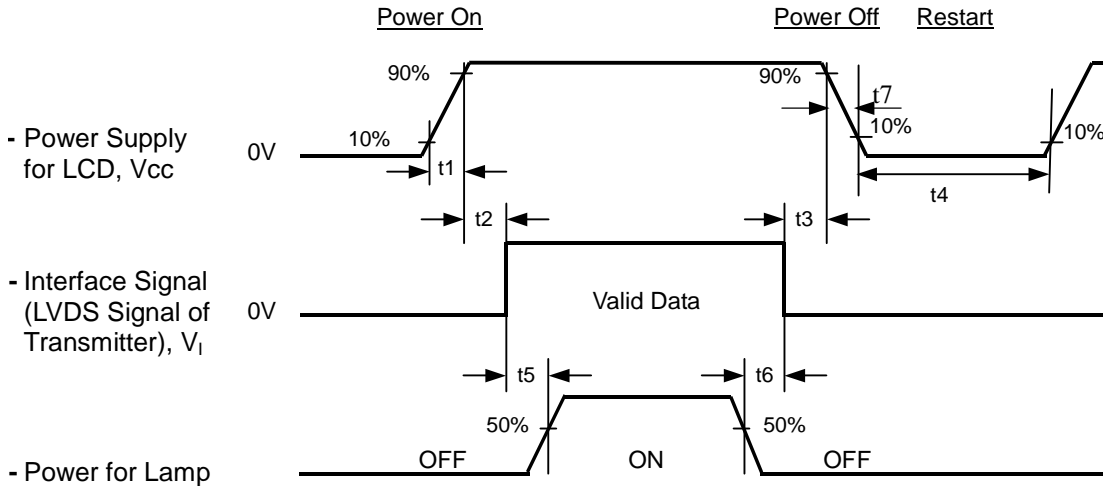 Power On
Power Off
Restart
90%
90%
t7
10%
10%
10%
- Power Supply
for LCD, Vcc
0V
t1
t4
t2
t3
- Interface Signal
(LVDS Signal of
Transmitter), VI
0V
Valid Data
t5
t6
50%
50%
- Power for Lamp
OFF
ON
OFF